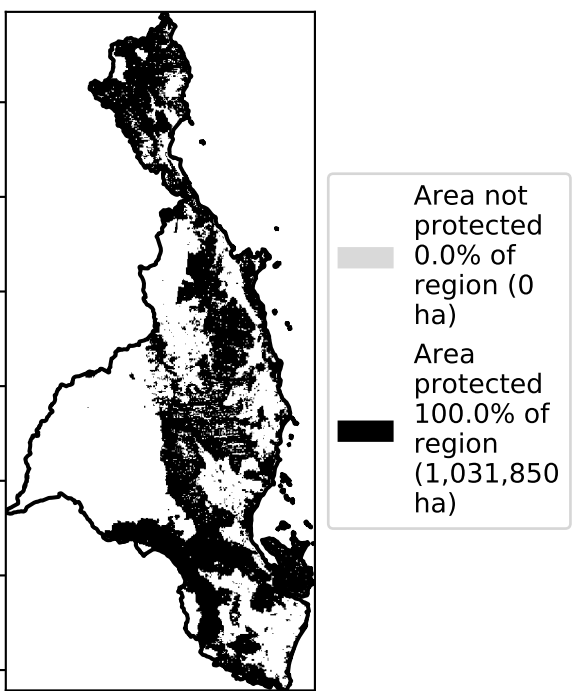 Area not
protected
0.0% of
region (0
ha)
Area
protected
100.0% of
region
(1,031,850
ha)